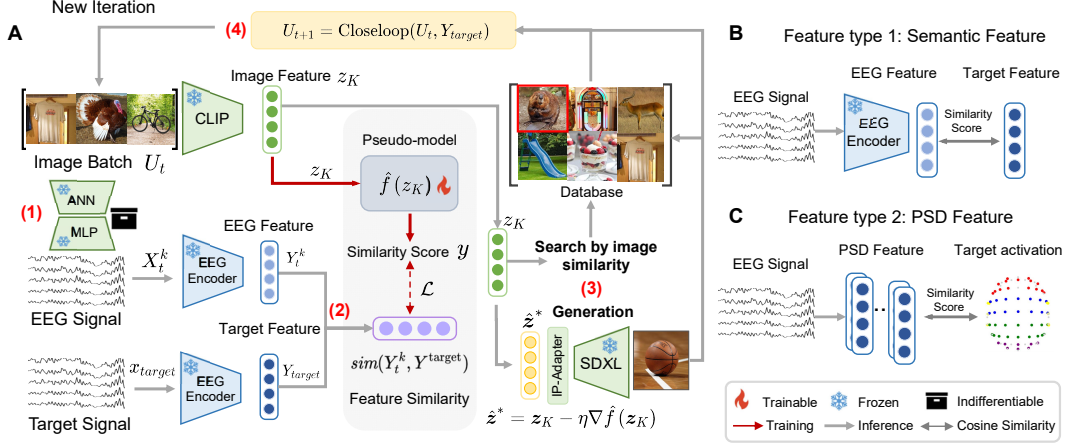 New Iteration
A
(4)
U_{t+1} = Closeloop(U_t, Y_{target})
Image Feature z_K
CLIP
Image Batch U_t
z_K
Pseudo-model
f̂(z_K)
Similarity Score y
ℒ
(1)
ANN
MLP
X_t^k
EEG Signal
EEG
Encoder
EEG Feature
Y_t^k
(2)
Target Feature
sim(Y_t^k, Y^{target})
Feature Similarity
x_{target}
Target Signal
EEG
Encoder
Y_{target}
Database
z_K
Search by image
similarity
(3)
Generation
ẑ*
IP-Adapter
SDXL
ẑ* = z_K − η∇f̂(z_K)
B
Feature type 1: Semantic Feature
EEG Signal
EEG Feature
Target Feature
EEG
Encoder
Similarity
Score
C
Feature type 2: PSD Feature
EEG Signal
PSD Feature
Target activation
..
Similarity
Score
Trainable
Frozen
Indifferentiable
Training
Inference
Cosine Similarity